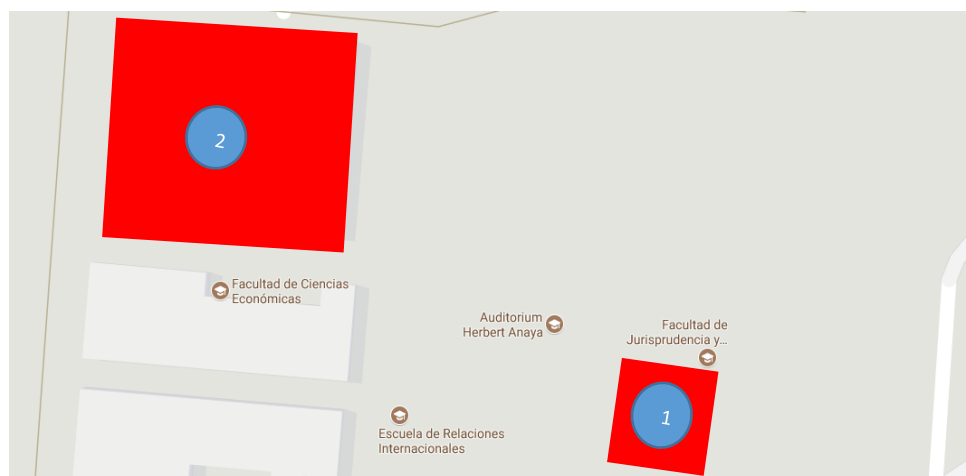 2
Facultad de Ciencias
Económicas
Auditorium
Herbert Anaya
Facultad de
Jurisprudencia y...
1
Escuela de Relaciones
Internacionales